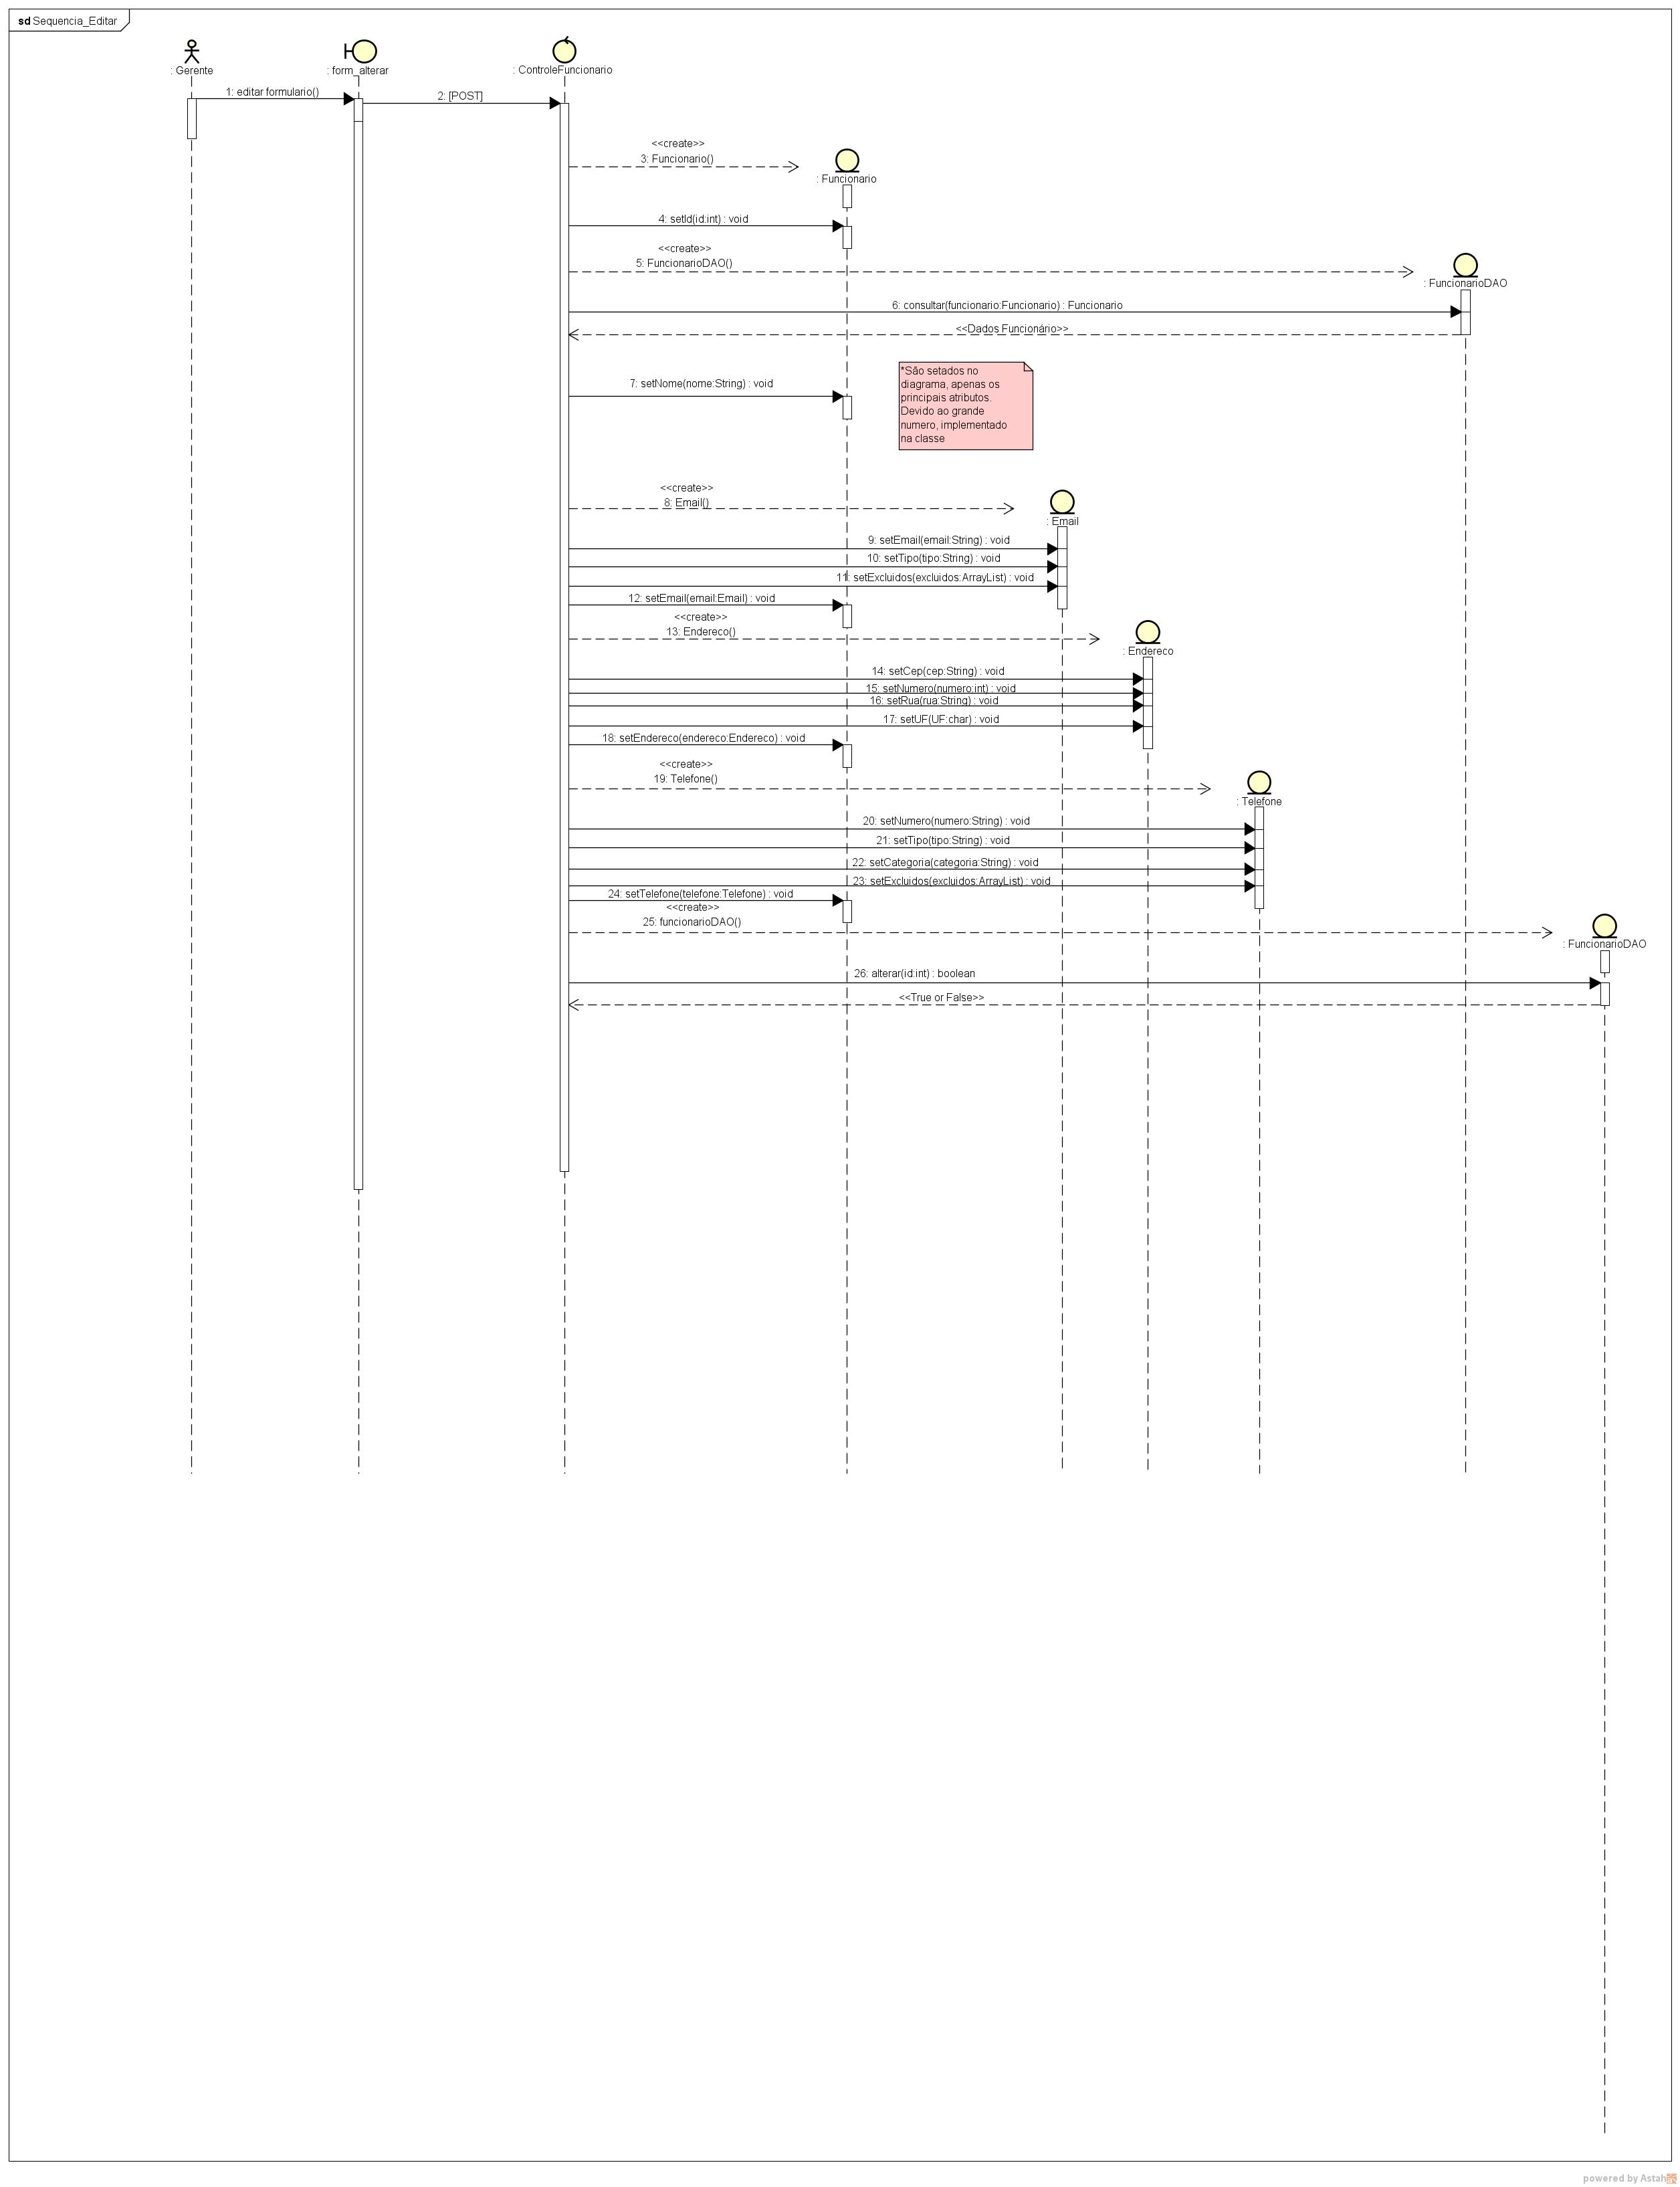 sd Sequencia_Editar
: Gerente
: form_alterar
: ControleFuncionario
1: editar formulario()
2: [POST]
<<create>>
3: Funcionario()
: Funcionario
4: setId(id:int) : void
<<create>>
5: FuncionarioDAO()
: FuncionarioDAO
6: consultar(funcionario:Funcionario) : Funcionario
<<Dados Funcionário>>
*São setados no
diagrama, apenas os
principais atributos.
Devido ao grande
numero, implementado
na classe
7: setNome(nome:String) : void
<<create>>
8: Email()
: Email
9: setEmail(email:String) : void
10: setTipo(tipo:String) : void
11: setExcluidos(excluidos:ArrayList) : void
12: setEmail(email:Email) : void
<<create>>
13: Endereco()
: Endereco
14: setCep(cep:String) : void
15: setNumero(numero:int) : void
16: setRua(rua:String) : void
17: setUF(UF:char) : void
18: setEndereco(endereco:Endereco) : void
<<create>>
19: Telefone()
: Telefone
20: setNumero(numero:String) : void
21: setTipo(tipo:String) : void
22: setCategoria(categoria:String) : void
23: setExcluidos(excluidos:ArrayList) : void
24: setTelefone(telefone:Telefone) : void
<<create>>
25: funcionarioDAO()
: FuncionarioDAO
26: alterar(id:int) : boolean
<<True or False>>
powered by Astah